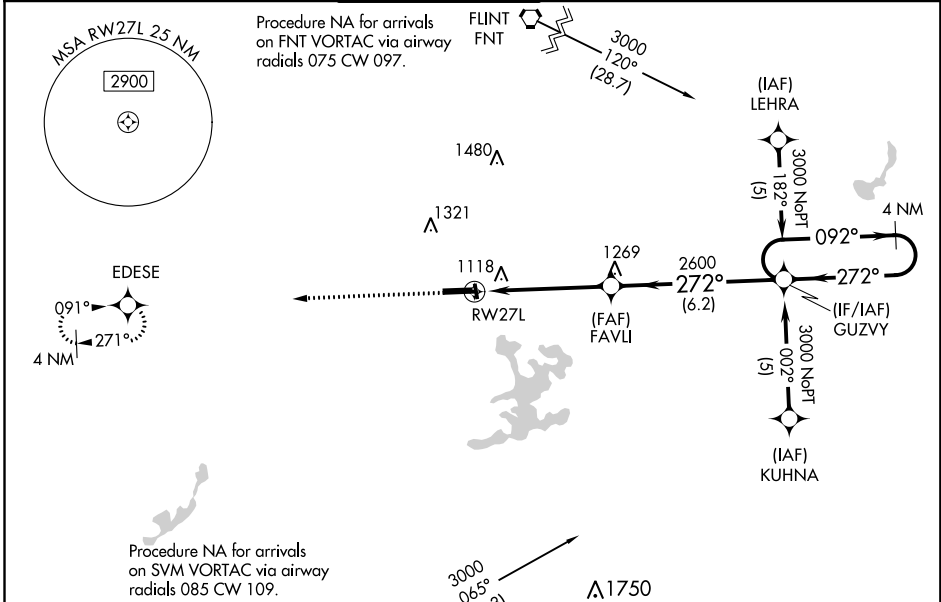 MSA RW27L 25 NM
2900
Procedure NA for arrivals
on FNT VORTAC via airway
radials 075 CW 097.
FLINT
FNT
3000
120°
(28.7)
(IAF)
LEHRA
3000 NoPT
182°
(5)
4 NM
092°
272°
1480
1321
1269
1118
2600
272°
(6.2)
RW27L
(FAF)
FAVLI
(IF/IAF)
GUZVY
EDESE
091°
271°
4 NM
3000 NoPT
002°
(5)
(IAF)
KUHNA
Procedure NA for arrivals
on SVM VORTAC via airway
radials 085 CW 109.
3000
065°
1750